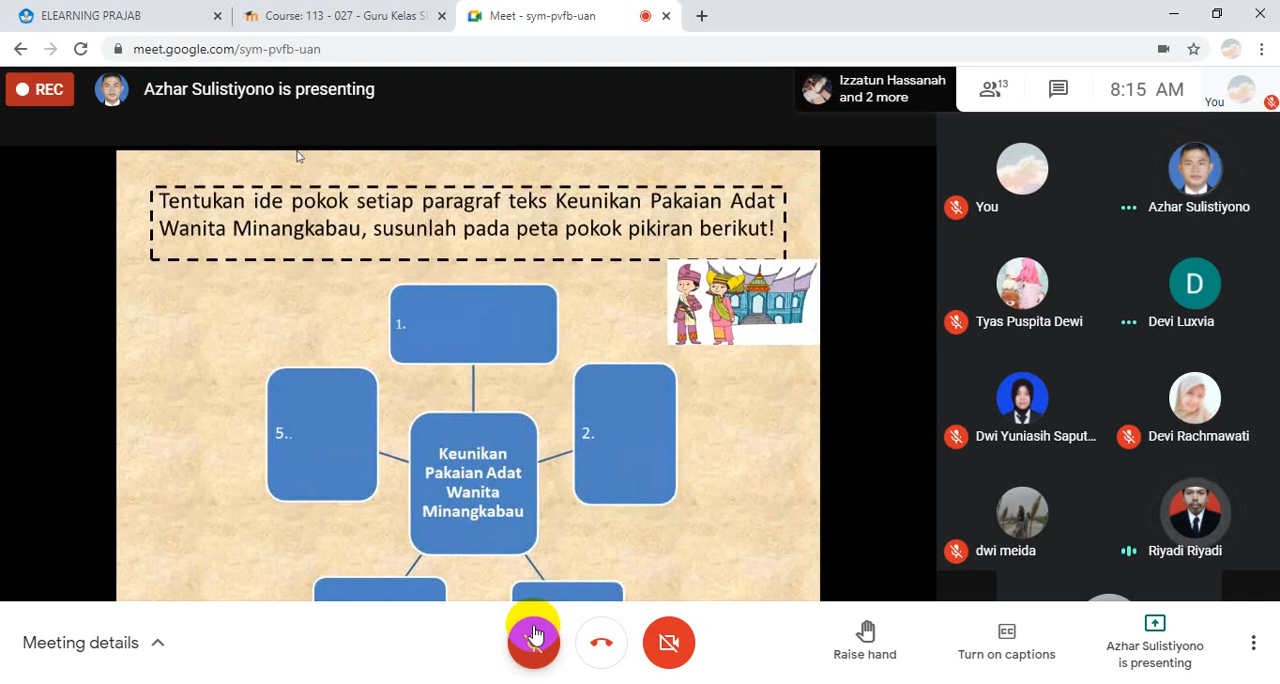 ELEARNING PRAJAB
Course: 113 - 027 - Guru Kelas S
Meet - sym-pvfb-uan
meet.google.com/sym-pvfb-uan
REC
Azhar Sulistiyono is presenting
Izzatun Hassanah
and 2 more
13
8:15 AM
You
Tentukan ide pokok setiap paragraf teks Keunikan Pakaian Adat
Wanita Minangkabau, susunlah pada peta pokok pikiran berikut!
1.
5..
2.
Keunikan
Pakaian Adat
Wanita
Minangkabau
You
Azhar Sulistiyono
Tyas Puspita Dewi
D
Devi Luxvia
Dwi Yuniasih Saput...
Devi Rachmawati
dwi meida
Riyadi Riyadi
Meeting details
Raise hand
CC
Turn on captions
Azhar Sulistiyono
is presenting